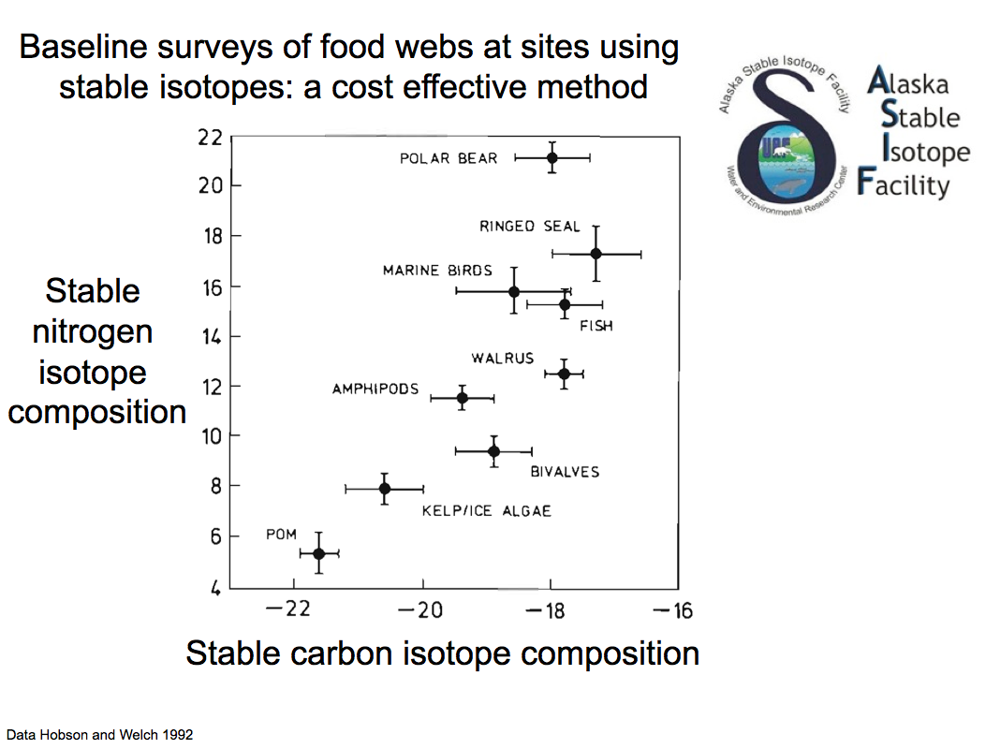 Baseline surveys of food webs at sites using
stable isotopes: a cost effective method
Alaska Stable Isotope Facility
UAF
Water and Environmental Research Center
Alaska
Stable
Isotope
Facility
22
20
18
16
14
12
10
8
6
4
POLAR BEAR
RINGED SEAL
MARINE BIRDS
FISH
WALRUS
AMPHIPODS
BIVALVES
KELP/ICE ALGAE
POM
Stable
nitrogen
isotope
composition
−22
−20
−18
−16
Stable carbon isotope composition
Data Hobson and Welch 1992